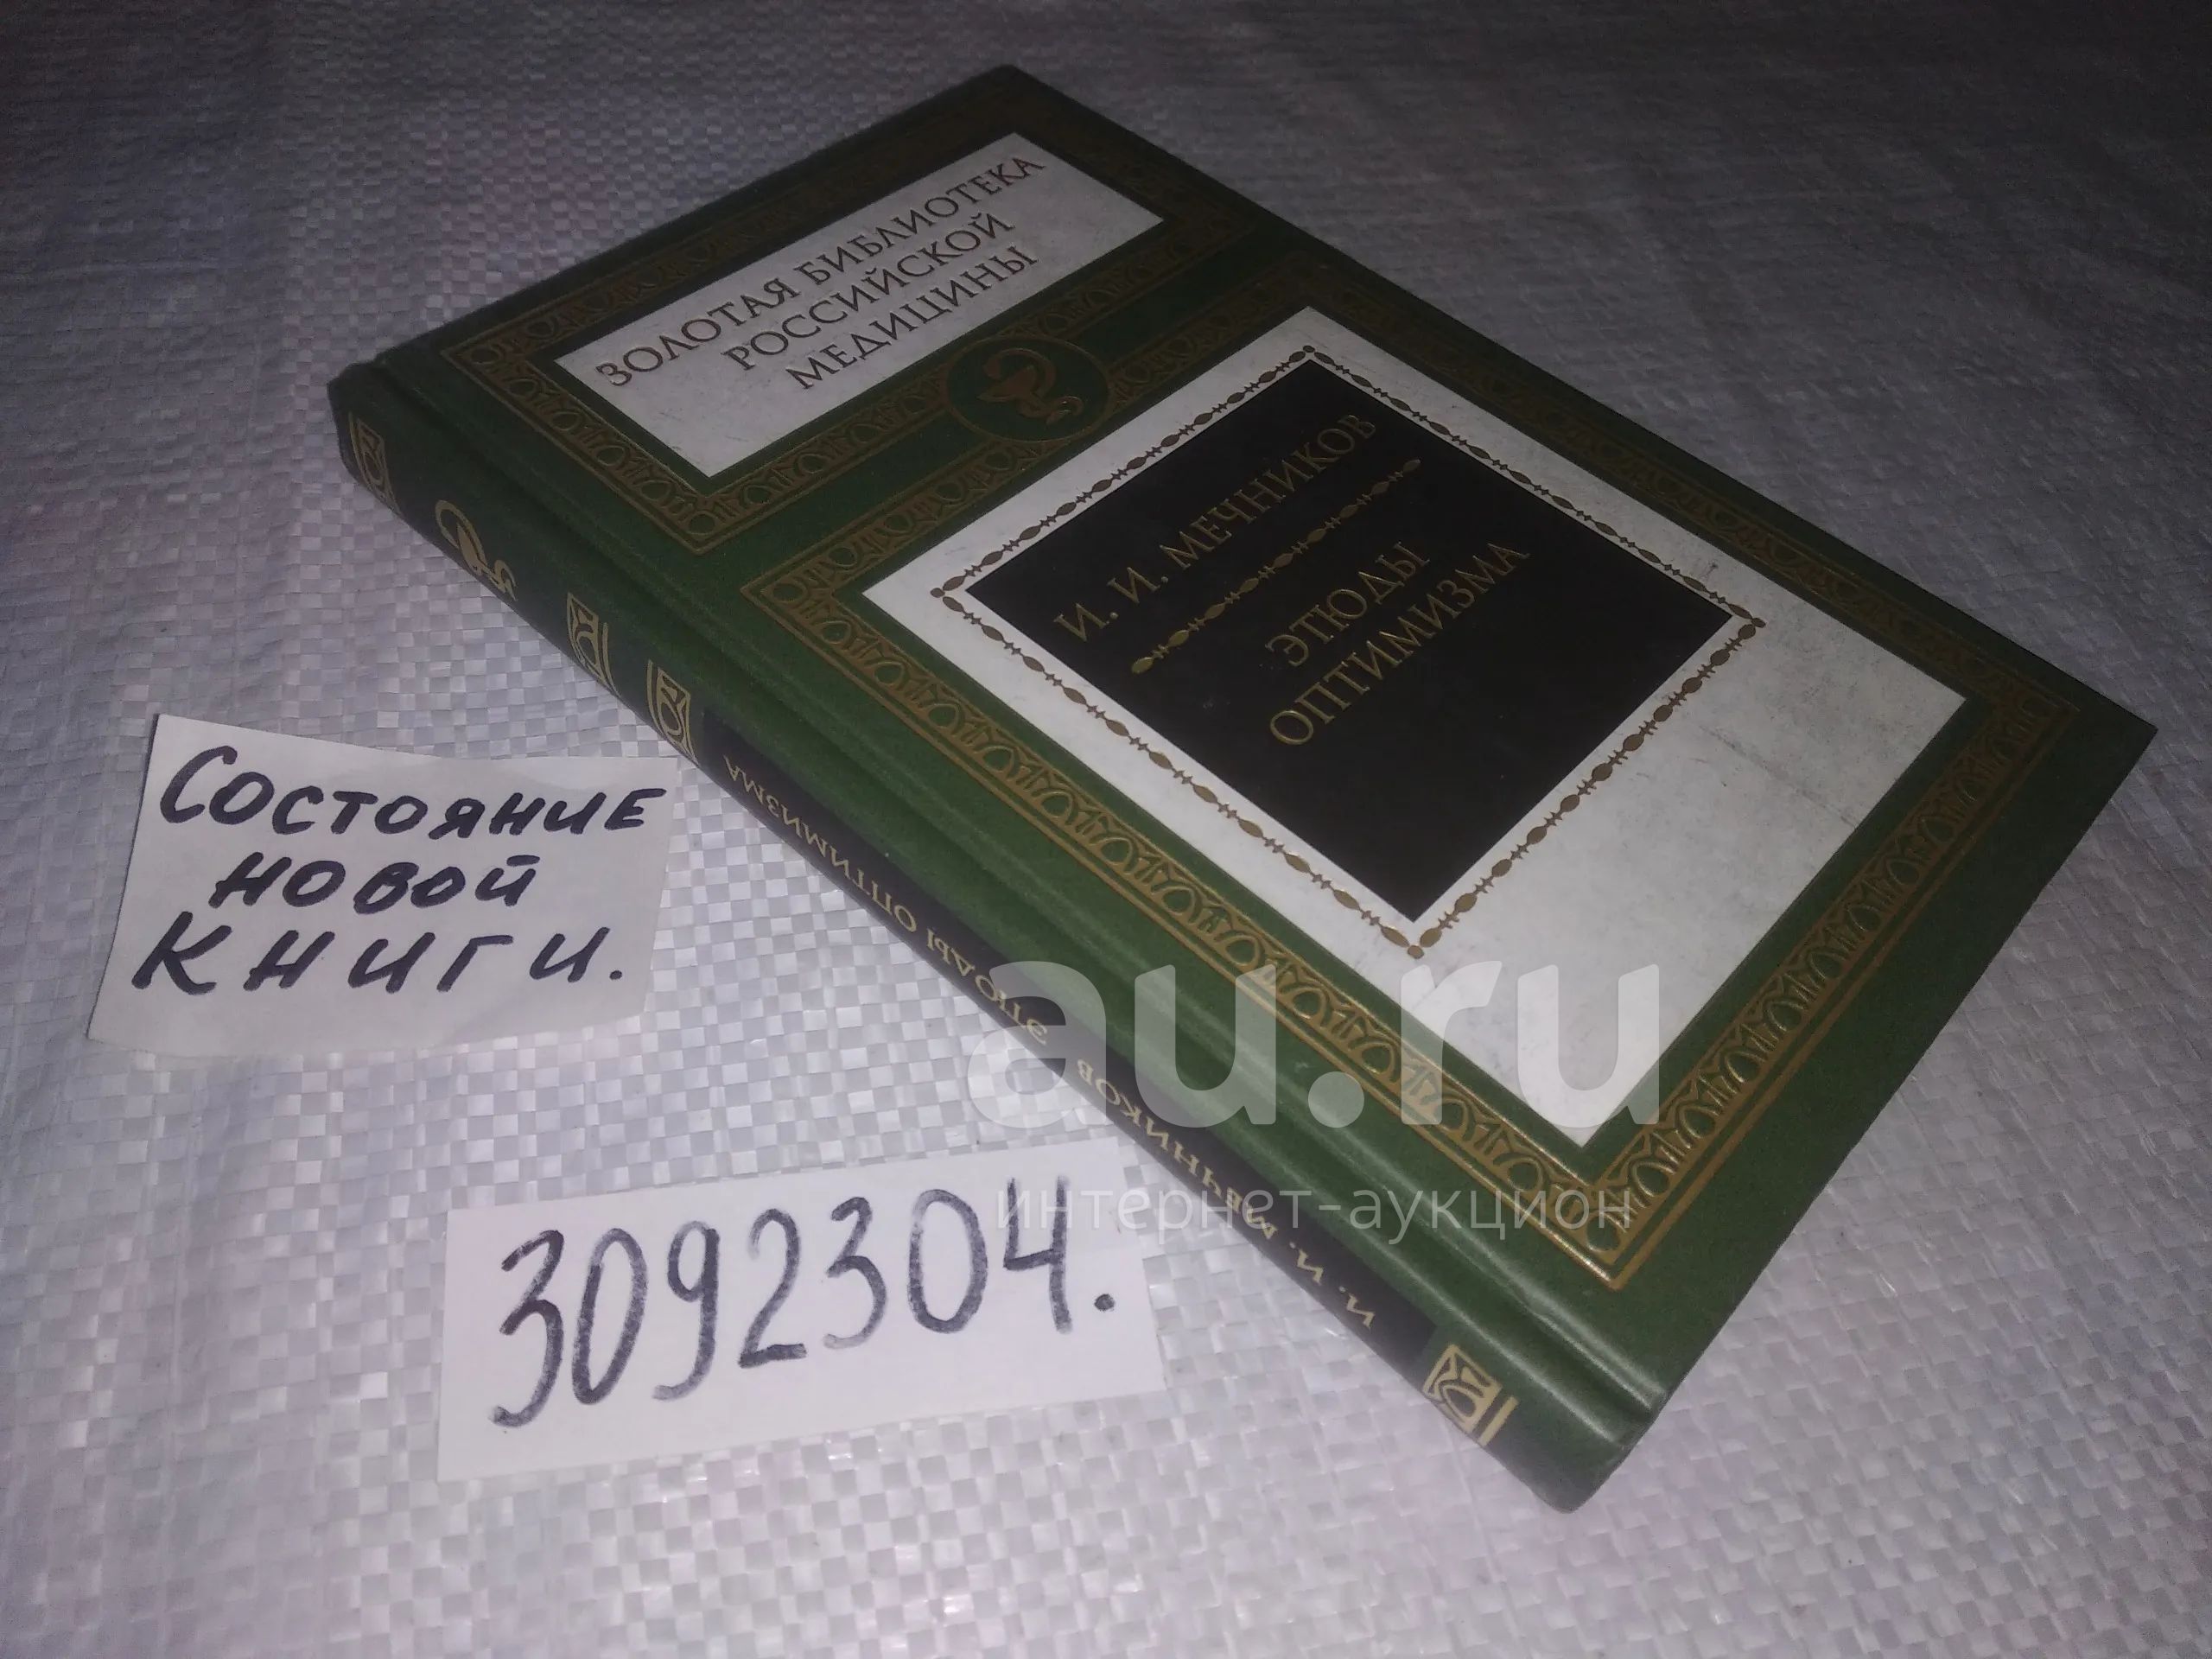 ЗОЛОТАЯ БИБЛИОТЕКА
РОССИЙСКОЙ
МЕДИЦИНЫ
И. И. МЕЧНИКОВ
ЭТЮДЫ
ОПТИМИЗМА
И. И. МЕЧНИКОВ ЭТЮДЫ ОПТИМИЗМА
Состояние
новой
книги.
3092304.
au.ru
интернет-аукцион